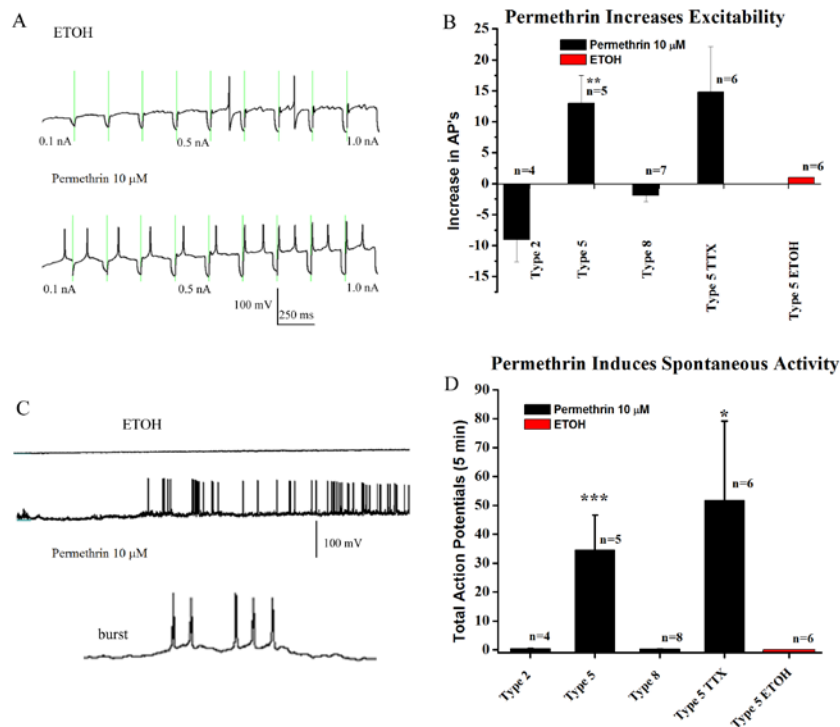 A
ETOH
0.1 nA
0.5 nA
1.0 nA
Permethrin 10 µM
0.1 nA
0.5 nA
1.0 nA
100 mV
250 ms
B
Permethrin Increases Excitability
Permethrin 10 µM
ETOH
Increase in AP's
25
20
15
10
5
0
-5
-10
-15
n=4
**
n=5
n=7
n=6
n=6
Type 2
Type 5
Type 8
Type 5 TTX
Type 5 ETOH
C
ETOH
100 mV
Permethrin 10 µM
burst
Permethrin Induces Spontaneous Activity
D
Permethrin 10 µM
ETOH
Total Action Potentials (5 min)
90
80
70
60
50
40
30
20
10
0
n=4
***
n=5
n=8
*
n=6
n=6
Type 2
Type 5
Type 8
Type 5 TTX
Type 5 ETOH